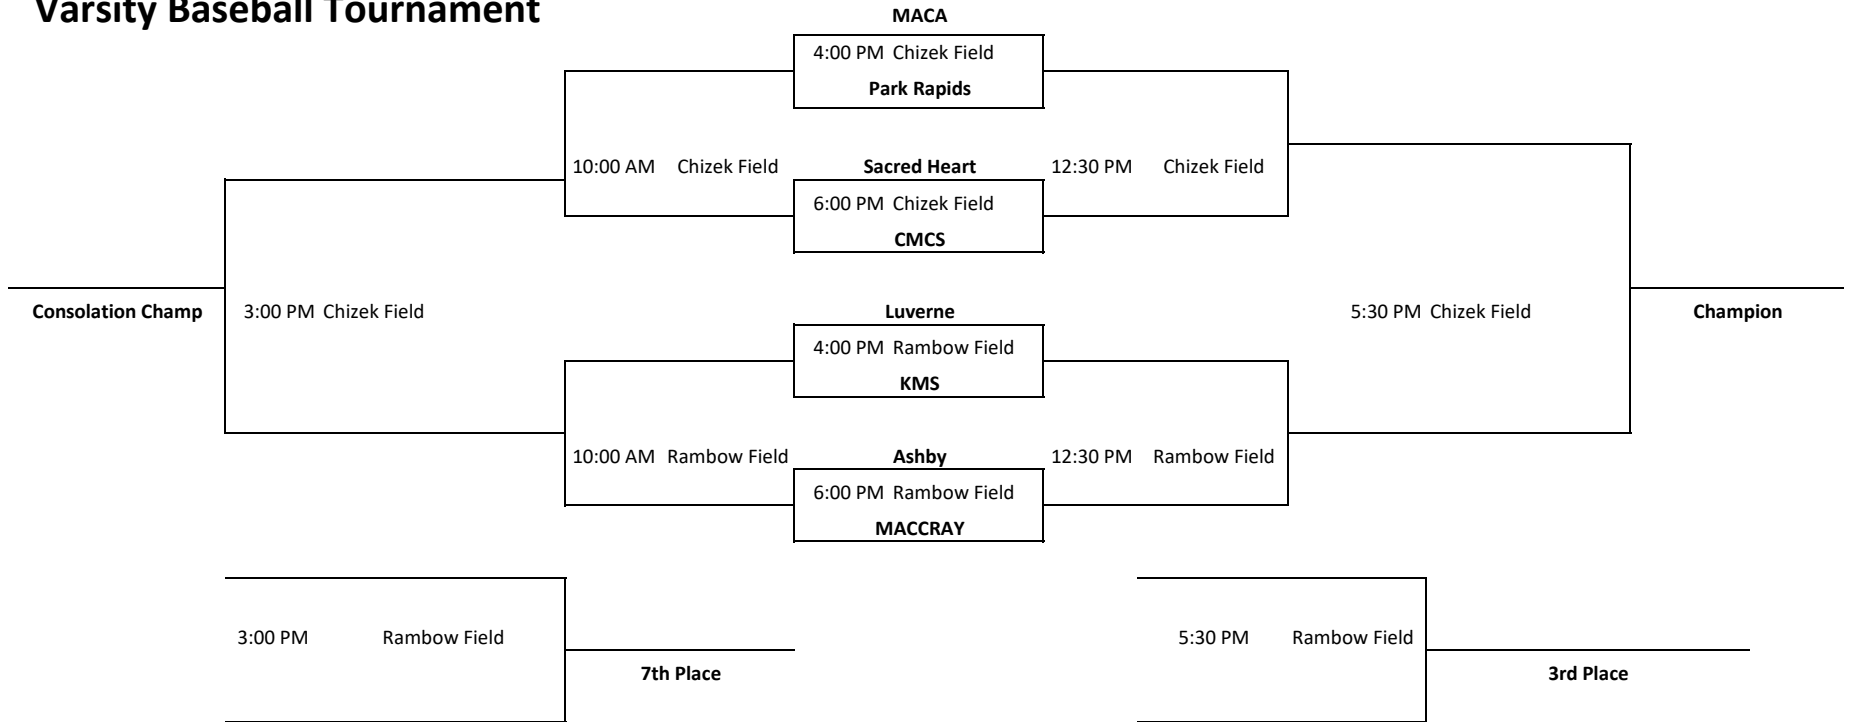 Varsity Baseball Tournament
MACA
4:00 PM Chizek Field
Park Rapids
10:00 AM Chizek Field
Sacred Heart
12:30 PM Chizek Field
6:00 PM Chizek Field
CMCS
Consolation Champ
3:00 PM Chizek Field
Luverne
5:30 PM Chizek Field
Champion
4:00 PM Rambow Field
KMS
10:00 AM Rambow Field
Ashby
12:30 PM Rambow Field
6:00 PM Rambow Field
MACCRAY
3:00 PM Rambow Field
5:30 PM Rambow Field
7th Place
3rd Place